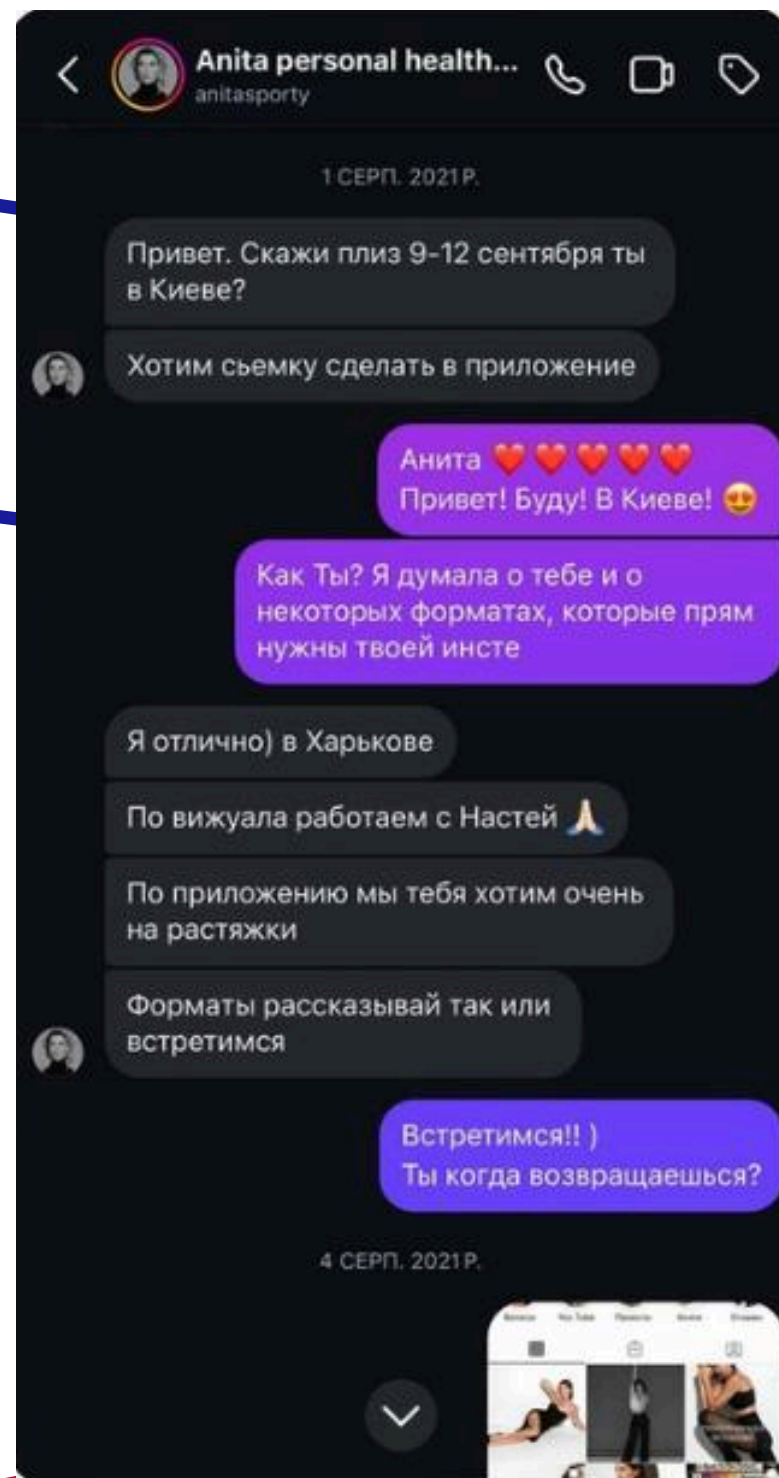 Anita personal health...
anitasporty
1 СЕРП. 2021 Р.
Привет. Скажи плиз 9-12 сентября ты
в Киеве?
Хотим сьемку сделать в приложение
Анита ❤️❤️❤️❤️❤️
Привет! Буду! В Киеве! 😍
Как Ты? Я думала о тебе и о
некоторых форматах, которые прям
нужны твоей инсте
Я отлично) в Харькове
По вижуала работаем с Настей 🙏🏻
По приложению мы тебя хотим очень
на растяжки
Форматы рассказывай так или
встретимся
Встретимся!! )
Ты когда возвращаешься?
4 СЕРП. 2021 Р.